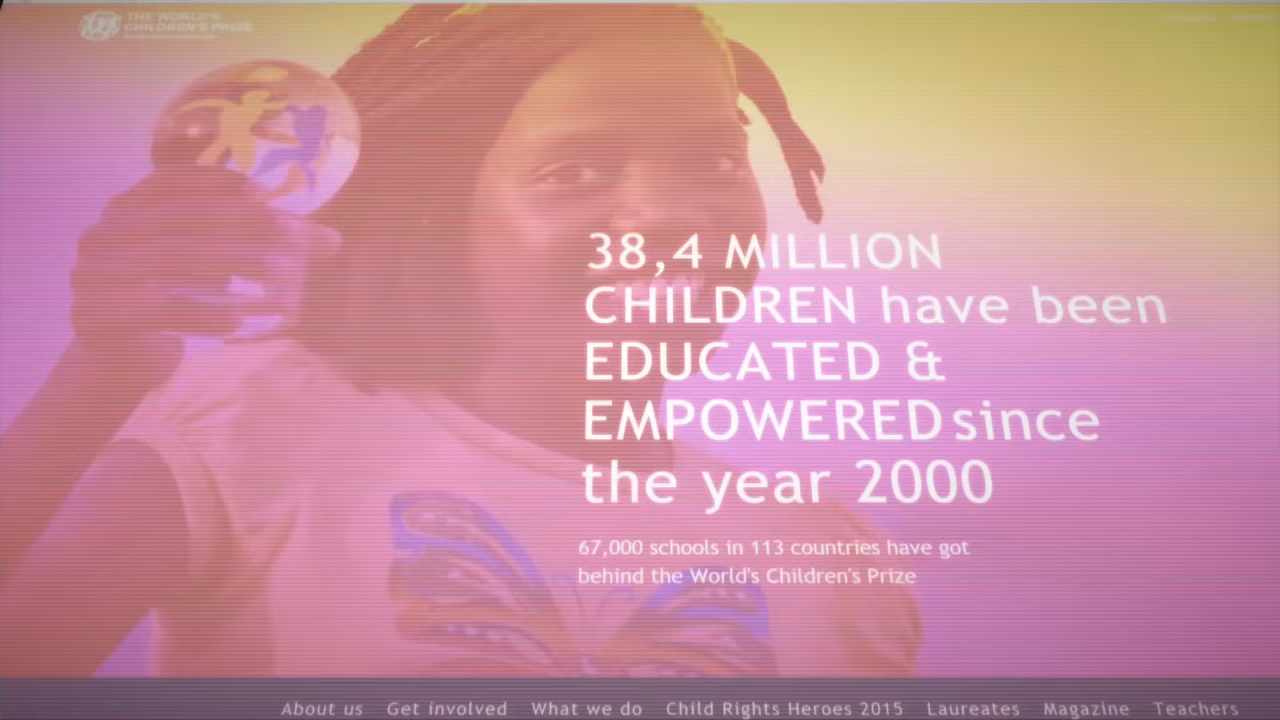 THE WORLD'S
CHILDREN'S PRIZE
38,4 MILLION
CHILDREN have been
EDUCATED &
EMPOWERED since
the year 2000
67,000 schools in 113 countries have got
behind the World's Children's Prize
About us Get involved What we do Child Rights Heroes 2015 Laureates Magazine Teachers